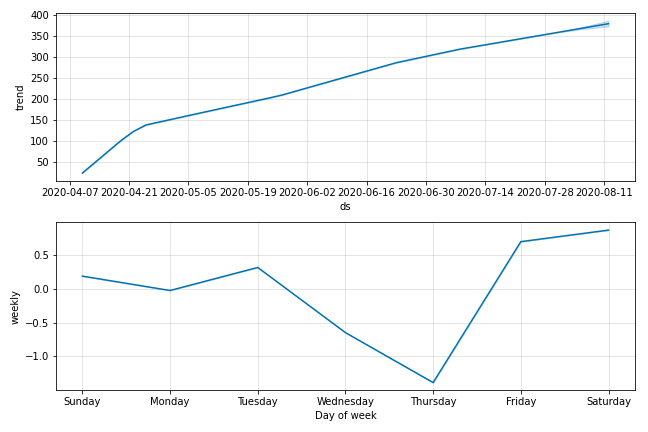 400
350
300
250
200
150
100
50
trend
2020-04-07 2020-04-21 2020-05-05 2020-05-19 2020-06-02 2020-06-16 2020-06-30 2020-07-14 2020-07-28 2020-08-11
ds
0.5
0.0
−0.5
−1.0
weekly
Sunday Monday Tuesday Wednesday Thursday Friday Saturday
Day of week